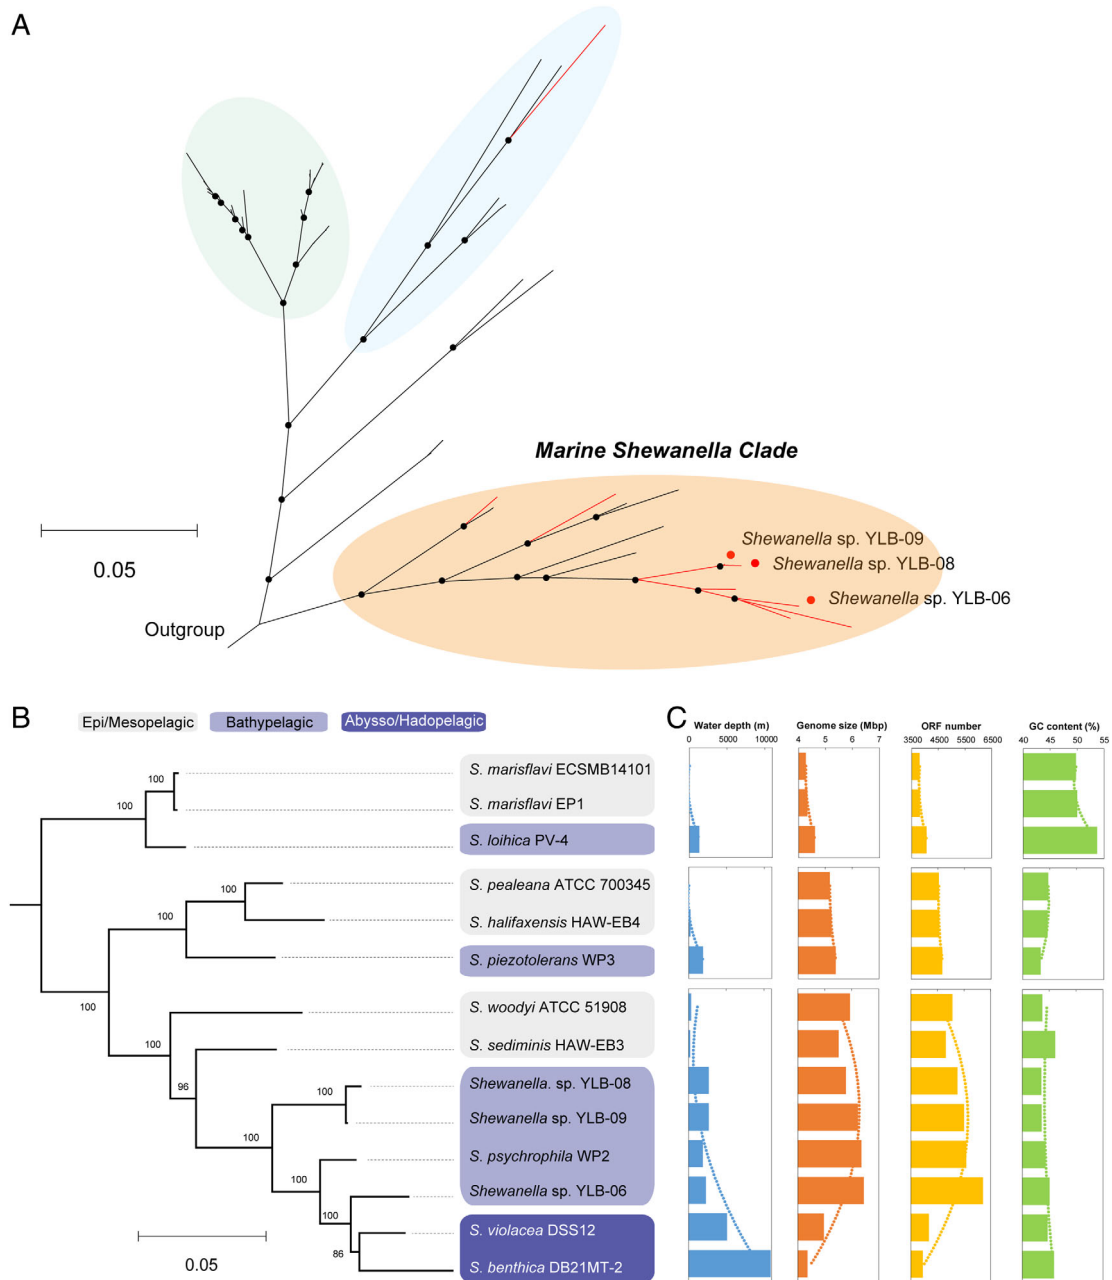 A
Marine Shewanella Clade
Shewanella sp. YLB-09
Shewanella sp. YLB-08
Shewanella sp. YLB-06
0.05
Outgroup
B
Epi/Mesopelagic
Bathypelagic
Abysso/Hadopelagic
100
S. marisflavi ECSMB14101
100
S. marisflavi EP1
S. loihica PV-4
100
S. pealeana ATCC 700345
100
S. halifaxensis HAW-EB4
S. piezotolerans WP3
100
S. woodyi ATCC 51908
100
S. sediminis HAW-EB3
96
Shewanella. sp. YLB-08
100
Shewanella sp. YLB-09
100
S. psychrophila WP2
100
Shewanella sp. YLB-06
100
S. violacea DSS12
86
S. benthica DB21MT-2
0.05
C
Water depth (m)
0 5000 10000
Genome size (Mbp)
4 5 6 7
ORF number
3500 4500 5500 6500
GC content (%)
40 45 50 55